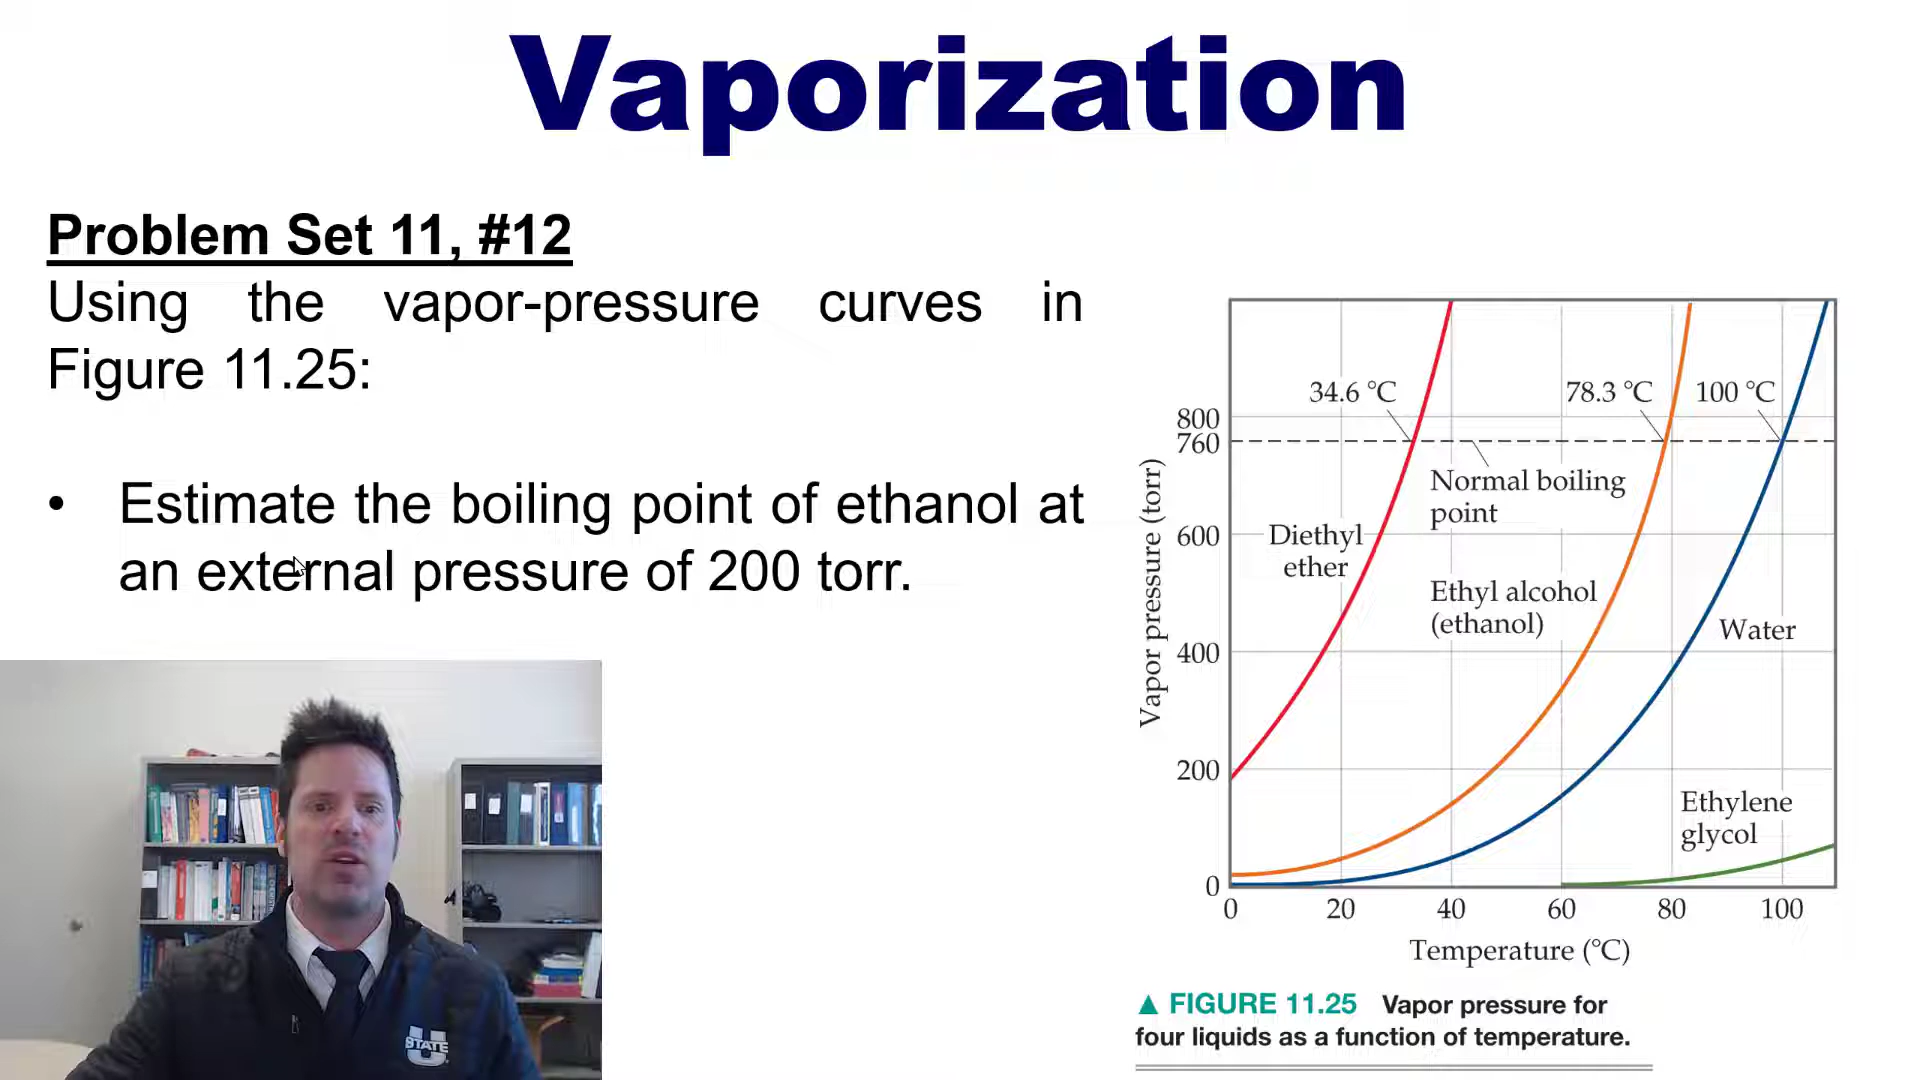 Vaporization
Problem Set 11, #12
Using the vapor-pressure curves in
Figure 11.25:
• Estimate the boiling point of ethanol at
an external pressure of 200 torr.
34.6 °C
78.3 °C
100 °C
800
760
600
400
200
0
Vapor pressure (torr)
Normal boiling
point
Diethyl
ether
Ethyl alcohol
(ethanol)
Water
Ethylene
glycol
0 20 40 60 80 100
Temperature (°C)
▲ FIGURE 11.25 Vapor pressure for
four liquids as a function of temperature.
U
STATE